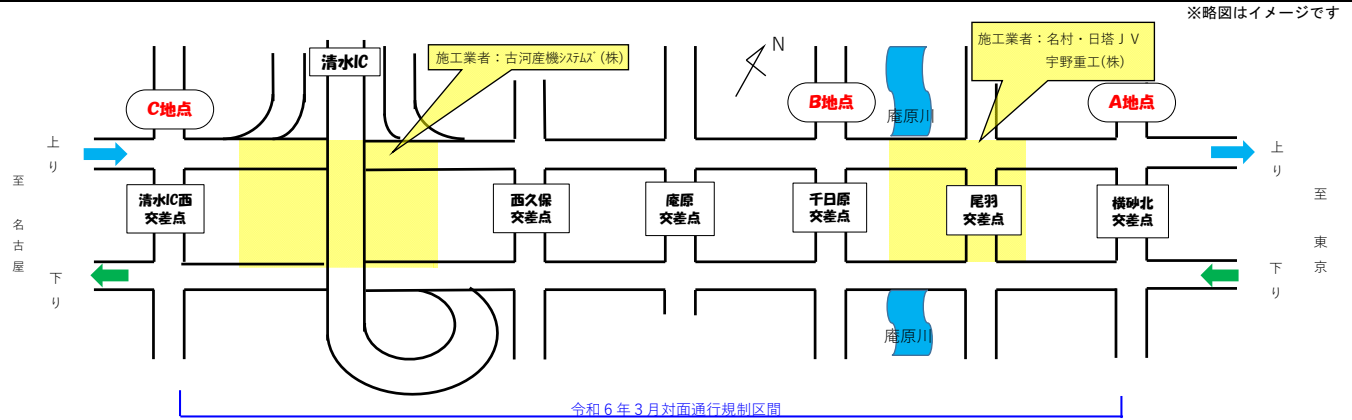 ※略図はイメージです
清水IC
施工業者：古河産機ｼｽﾃﾑｽﾞ(株)
N
施工業者：名村・日塔ＪＶ
宇野重工(株)
C地点
B地点
庵原川
A地点
上り
上り
至 名古屋
清水IC西
交差点
西久保
交差点
庵原
交差点
千日原
交差点
尾羽
交差点
横砂北
交差点
至 東京
下り
下り
庵原川
令和６年３月対面通行規制区間